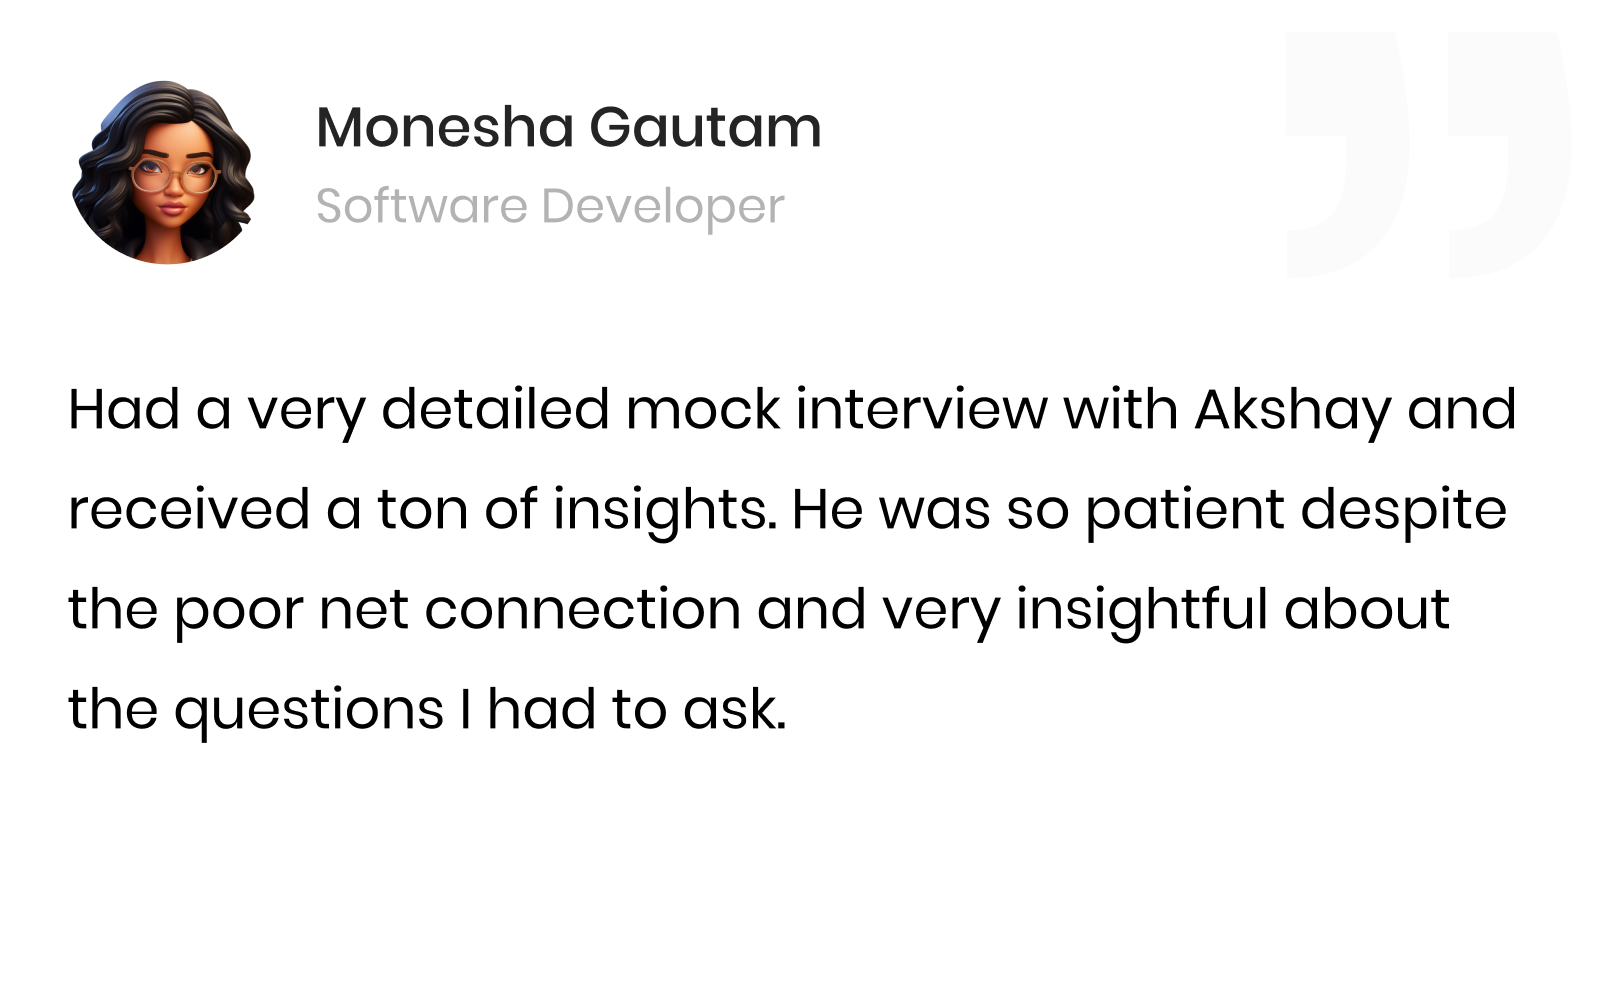 Monesha Gautam
Software Developer
Had a very detailed mock interview with Akshay and
received a ton of insights. He was so patient despite
the poor net connection and very insightful about
the questions I had to ask.